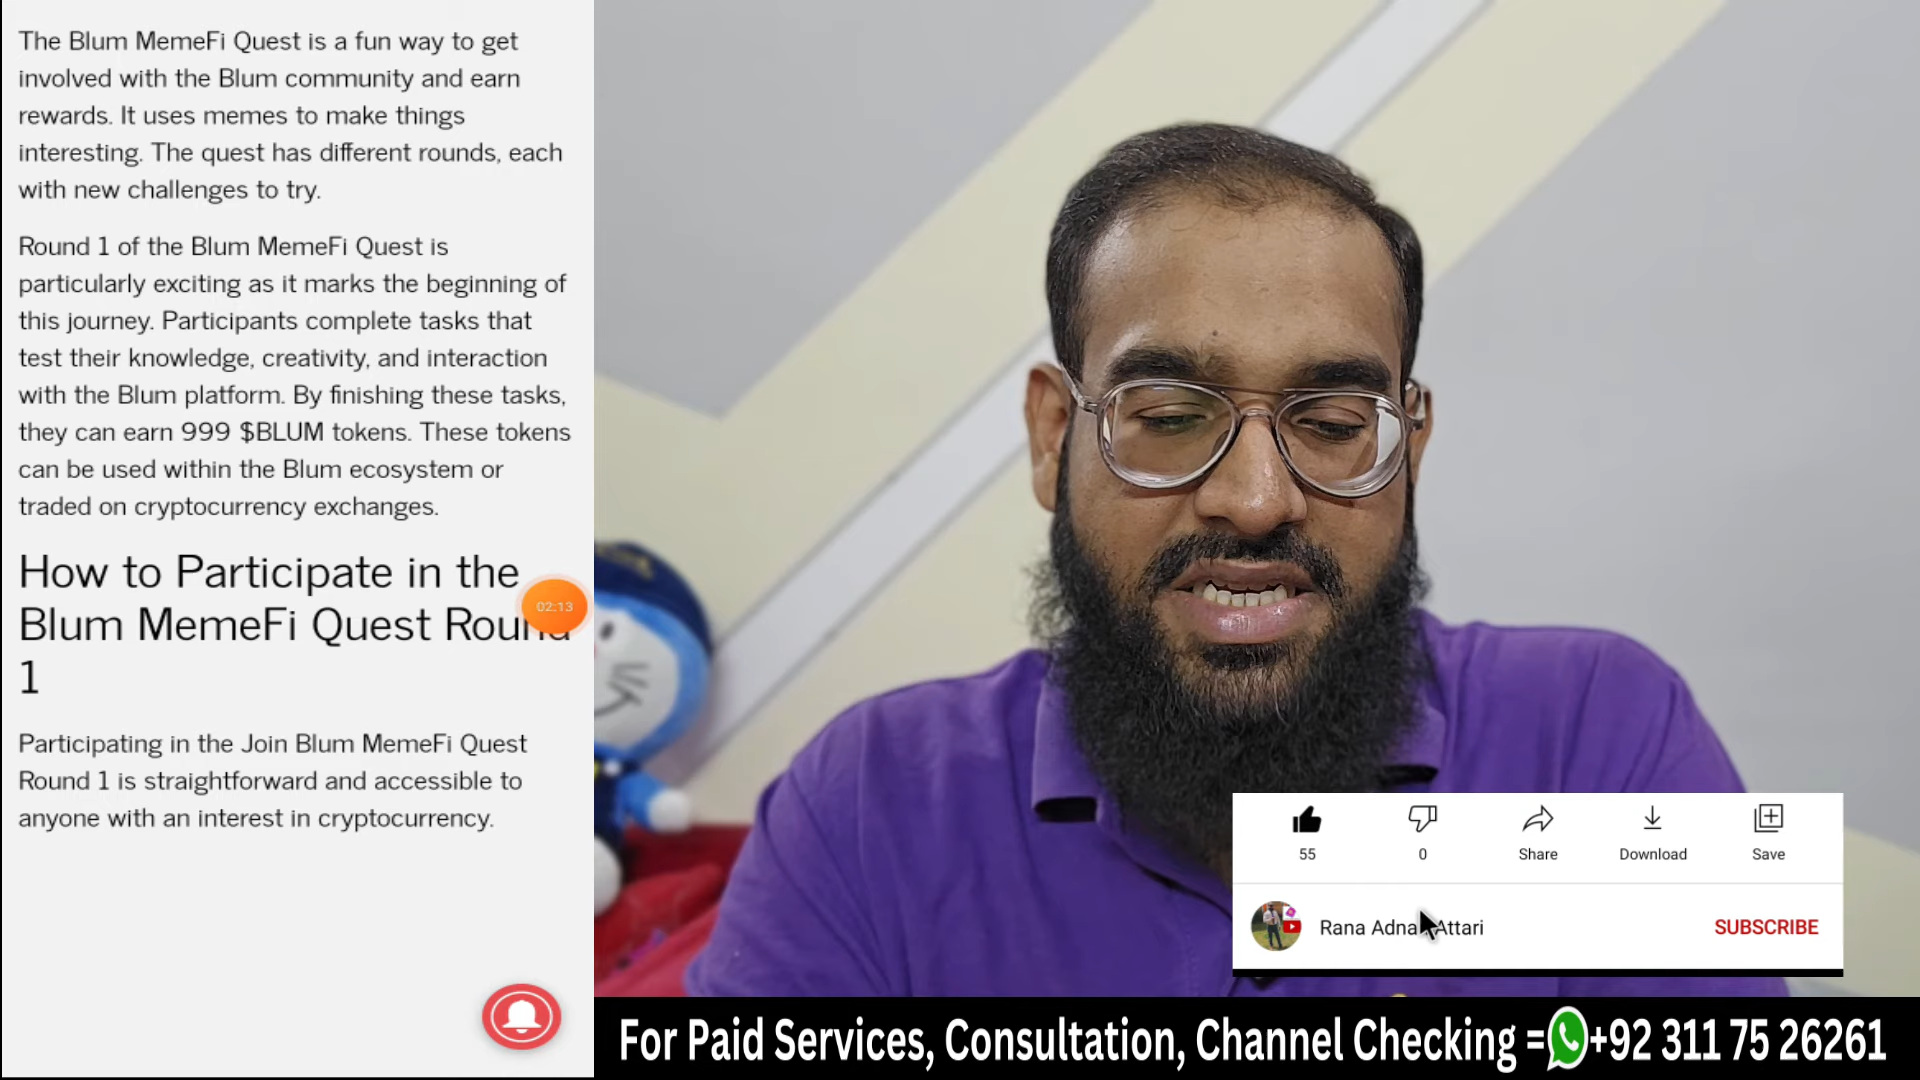 The Blum MemeFi Quest is a fun way to get
involved with the Blum community and earn
rewards. It uses memes to make things
interesting. The quest has different rounds, each
with new challenges to try.
Round 1 of the Blum MemeFi Quest is
particularly exciting as it marks the beginning of
this journey. Participants complete tasks that
test their knowledge, creativity, and interaction
with the Blum platform. By finishing these tasks,
they can earn 999 $BLUM tokens. These tokens
can be used within the Blum ecosystem or
traded on cryptocurrency exchanges.
How to Participate in the
02:13
Blum MemeFi Quest Round
1
Participating in the Join Blum MemeFi Quest
Round 1 is straightforward and accessible to
anyone with an interest in cryptocurrency.
55
0
Share
Download
Save
Rana Adna Attari
SUBSCRIBE
For Paid Services, Consultation, Channel Checking = +92 311 75 26261